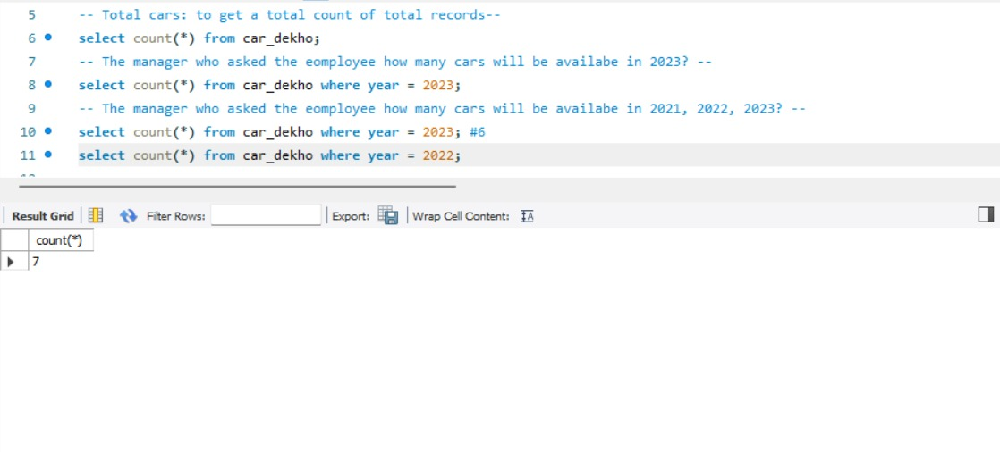 5 -- Total cars: to get a total count of total records--
6 select count(*) from car_dekho;
7 -- The manager who asked the eomployee how many cars will be availabe in 2023? --
8 select count(*) from car_dekho where year = 2023;
9 -- The manager who asked the eomployee how many cars will be availabe in 2021, 2022, 2023? --
10 select count(*) from car_dekho where year = 2023; #6
11 select count(*) from car_dekho where year = 2022;
Result Grid Filter Rows: Export: Wrap Cell Content: IA
count(*)
7